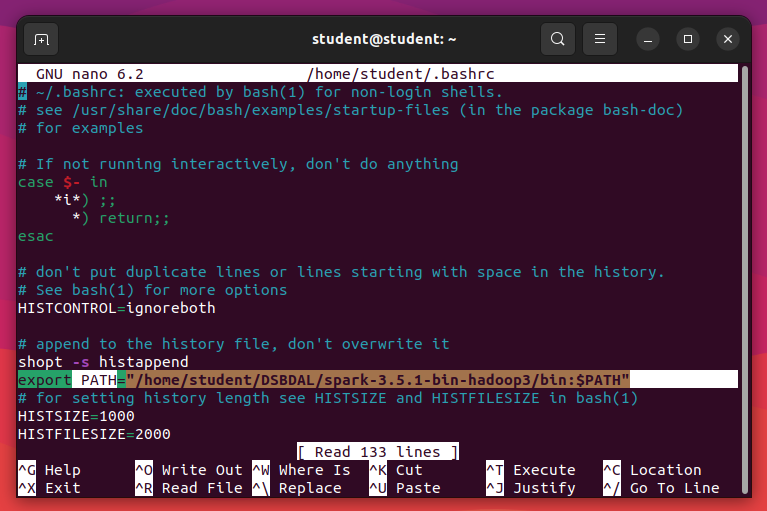 student@student: ~
GNU nano 6.2 /home/student/.bashrc
# ~/.bashrc: executed by bash(1) for non-login shells.
# see /usr/share/doc/bash/examples/startup-files (in the package bash-doc)
# for examples
# If not running interactively, don't do anything
case $- in
*i*) ;;
*) return;;
esac
# don't put duplicate lines or lines starting with space in the history.
# See bash(1) for more options
HISTCONTROL=ignoreboth
# append to the history file, don't overwrite it
shopt -s histappend
export PATH="/home/student/DSBDAL/spark-3.5.1-bin-hadoop3/bin:$PATH"
# for setting history length see HISTSIZE and HISTFILESIZE in bash(1)
HISTSIZE=1000
HISTFILESIZE=2000
[ Read 133 lines ]
^G Help ^O Write Out ^W Where Is ^K Cut ^T Execute ^C Location
^X Exit ^R Read File ^\ Replace ^U Paste ^J Justify ^/ Go To Line